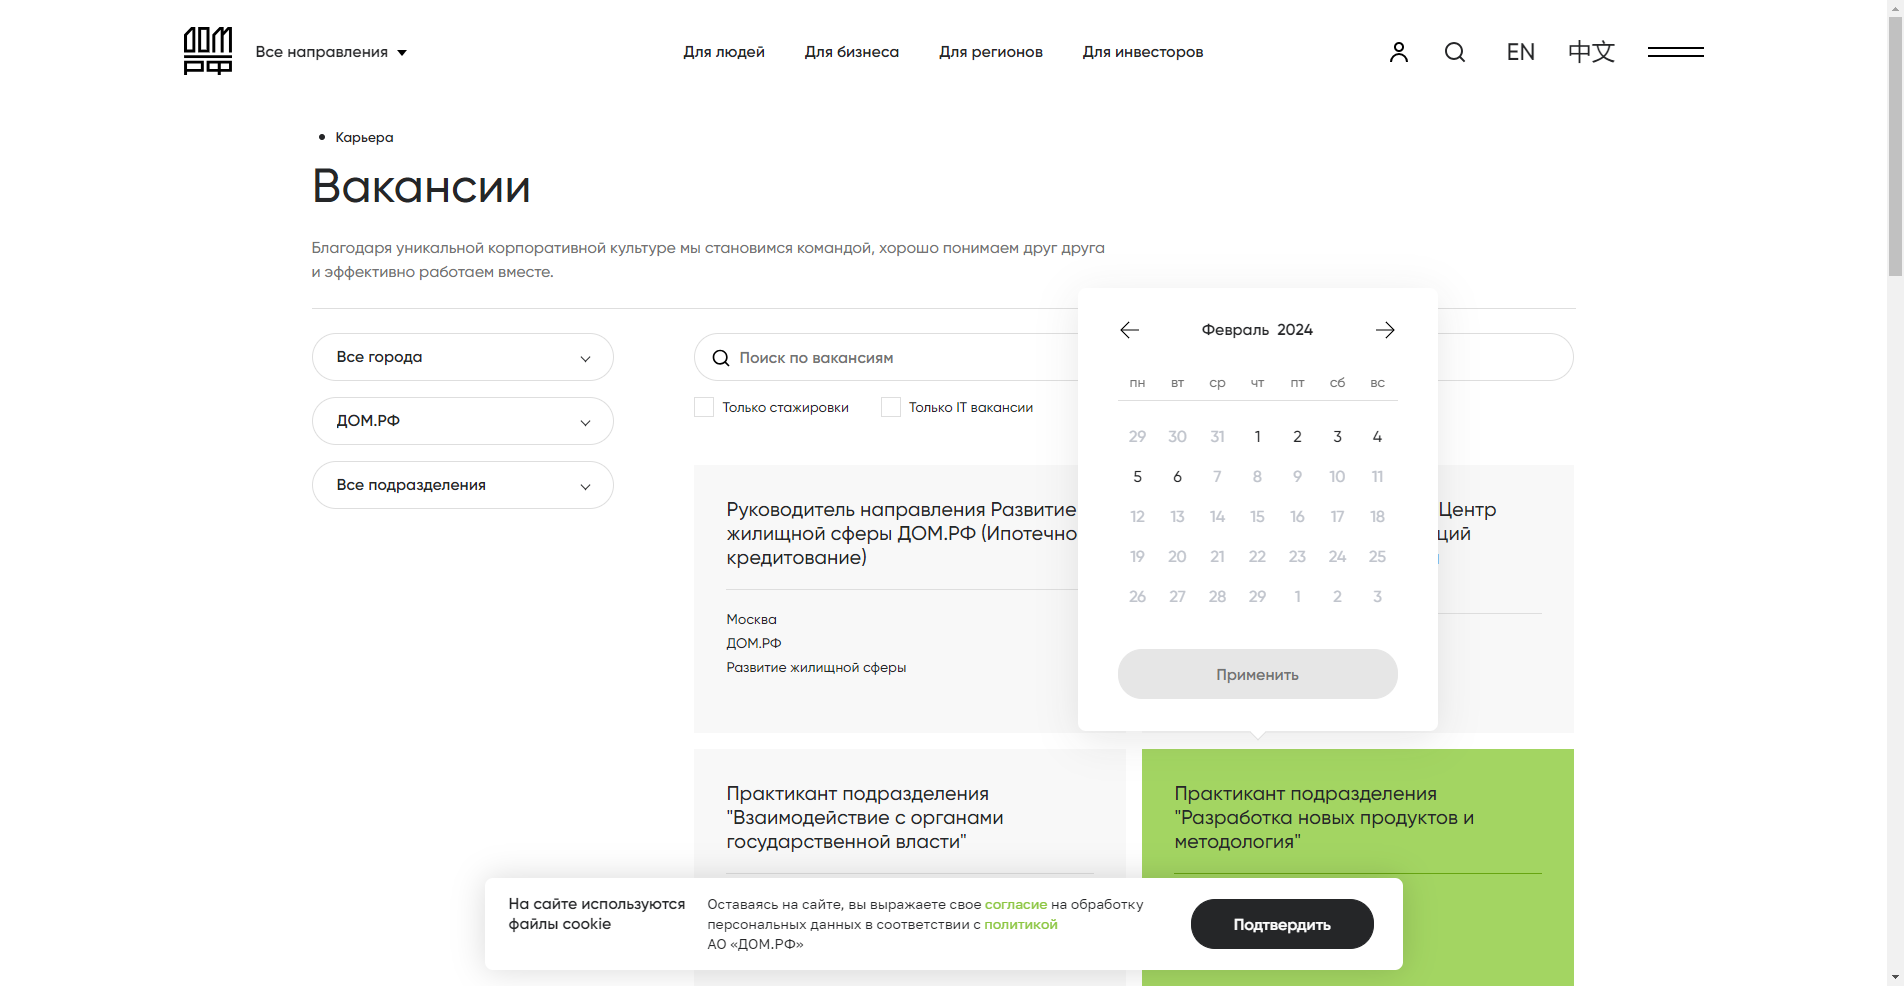 ДОМ
РФ
Все направления
Для людей
Для бизнеса
Для регионов
Для инвесторов
EN
中文
Карьера
Вакансии
Благодаря уникальной корпоративной культуре мы становимся командой, хорошо понимаем друг друга
и эффективно работаем вместе.
Все города
ДОМ.РФ
Все подразделения
Поиск по вакансиям
Только стажировки
Только IT вакансии
Февраль 2024
пн вт ср чт пт сб вс
29 30 31 1 2 3 4
5 6 7 8 9 10 11
12 13 14 15 16 17 18
19 20 21 22 23 24 25
26 27 28 29 1 2 3
Применить
Руководитель направления Развитие
жилищной сферы ДОМ.РФ (Ипотечно
кредитование)
Москва
ДОМ.РФ
Развитие жилищной сферы
Центр
ций
Практикант подразделения
"Взаимодействие с органами
государственной власти"
Практикант подразделения
"Разработка новых продуктов и
методология"
На сайте используются
файлы cookie
Оставаясь на сайте, вы выражаете свое согласие на обработку
персональных данных в соответствии с политикой
АО «ДОМ.РФ»
Подтвердить